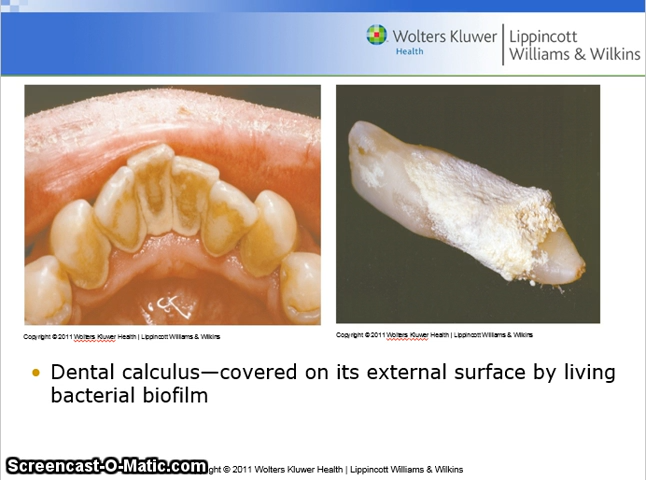 Wolters Kluwer
Health
Lippincott
Williams & Wilkins
Copyright © 2011 Wolters Kluwer Health | Lippincott Williams & Wilkins
Copyright © 2011 Wolters Kluwer Health | Lippincott Williams & Wilkins
• Dental calculus—covered on its external surface by living
bacterial biofilm
Screencast-O-Matic.com
ght © 2011 Wolters Kluwer Health | Lippincott Williams & Wilkins